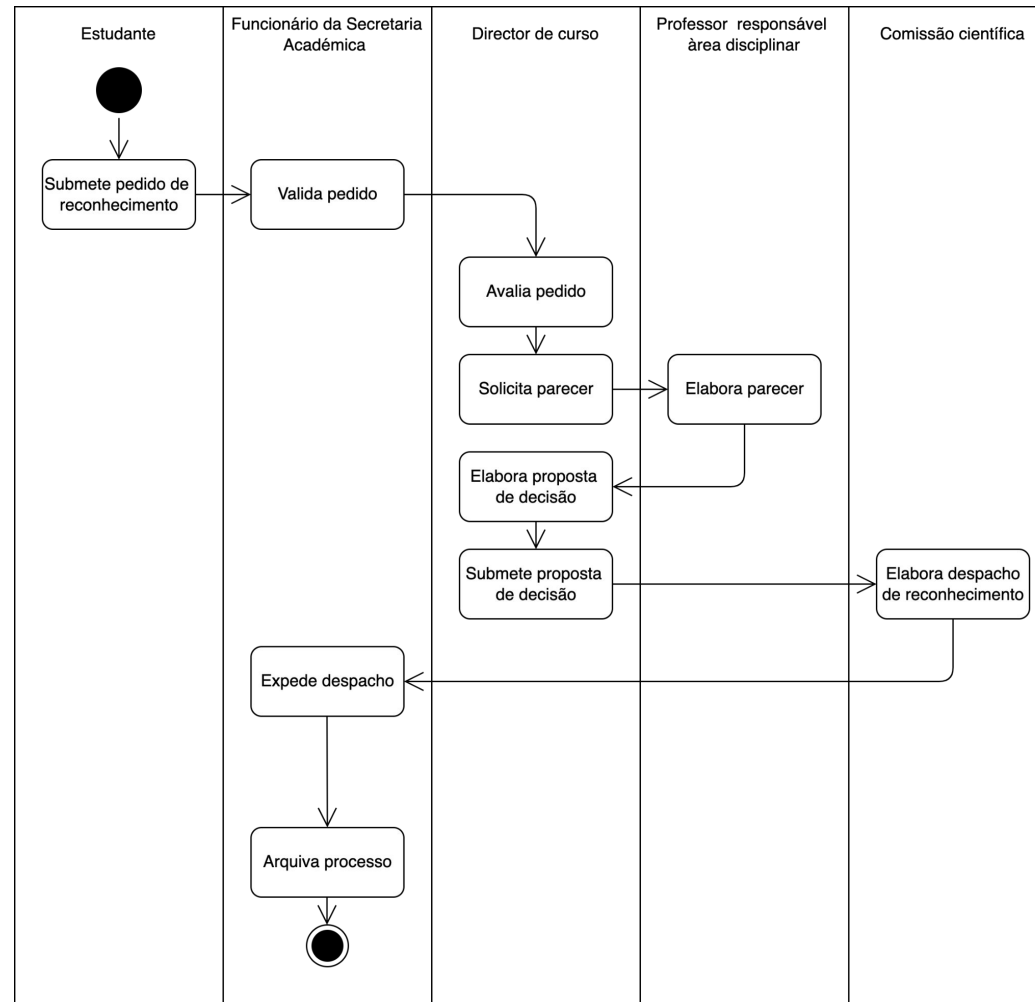 Estudante
Funcionário da Secretaria
Académica
Director de curso
Professor  responsável
àrea disciplinar
Comissão científica
Submete pedido de
reconhecimento
Valida pedido
Avalia pedido
Solicita parecer
Elabora parecer
Elabora proposta
de decisão
Submete proposta
de decisão
Elabora despacho
de reconhecimento
Expede despacho
Arquiva processo